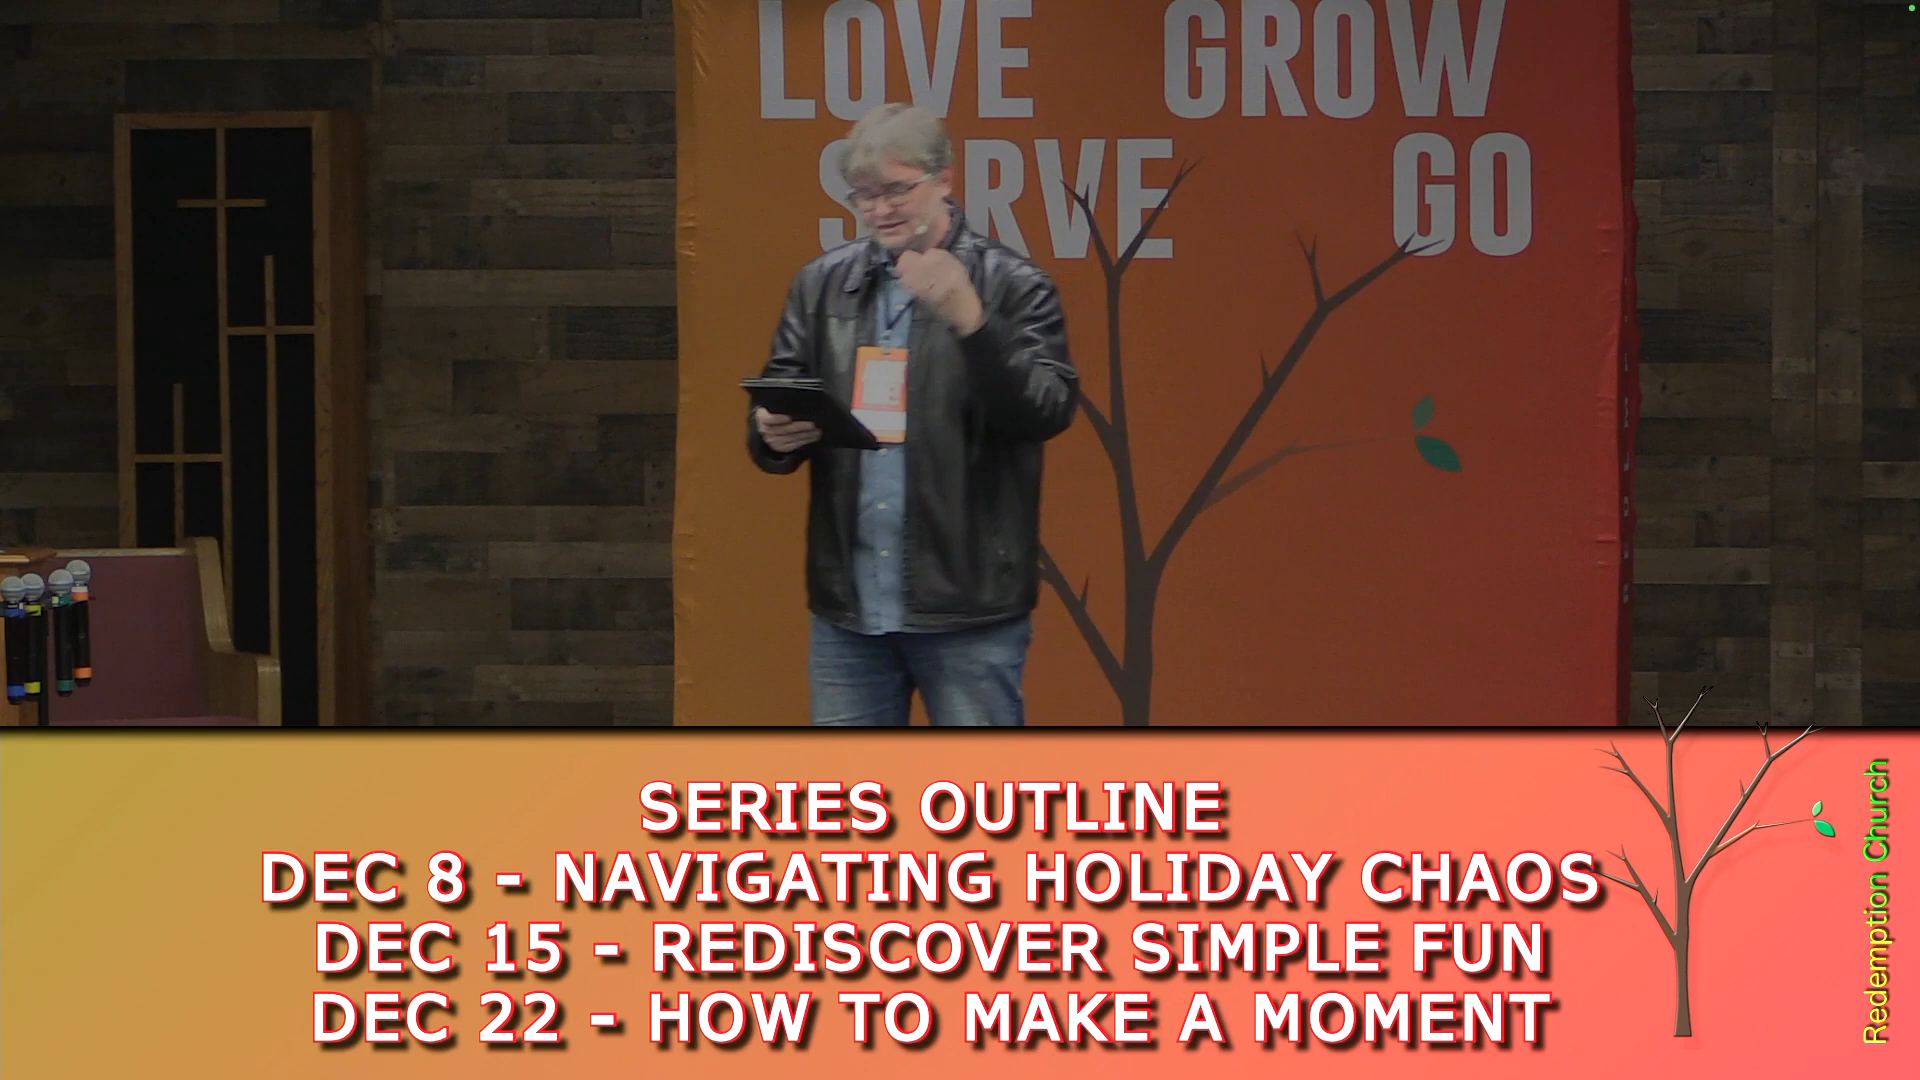 LOVE GROW
SERVE GO
SERIES OUTLINE
DEC 8 - NAVIGATING HOLIDAY CHAOS
DEC 15 - REDISCOVER SIMPLE FUN
DEC 22 - HOW TO MAKE A MOMENT
Redemption Church